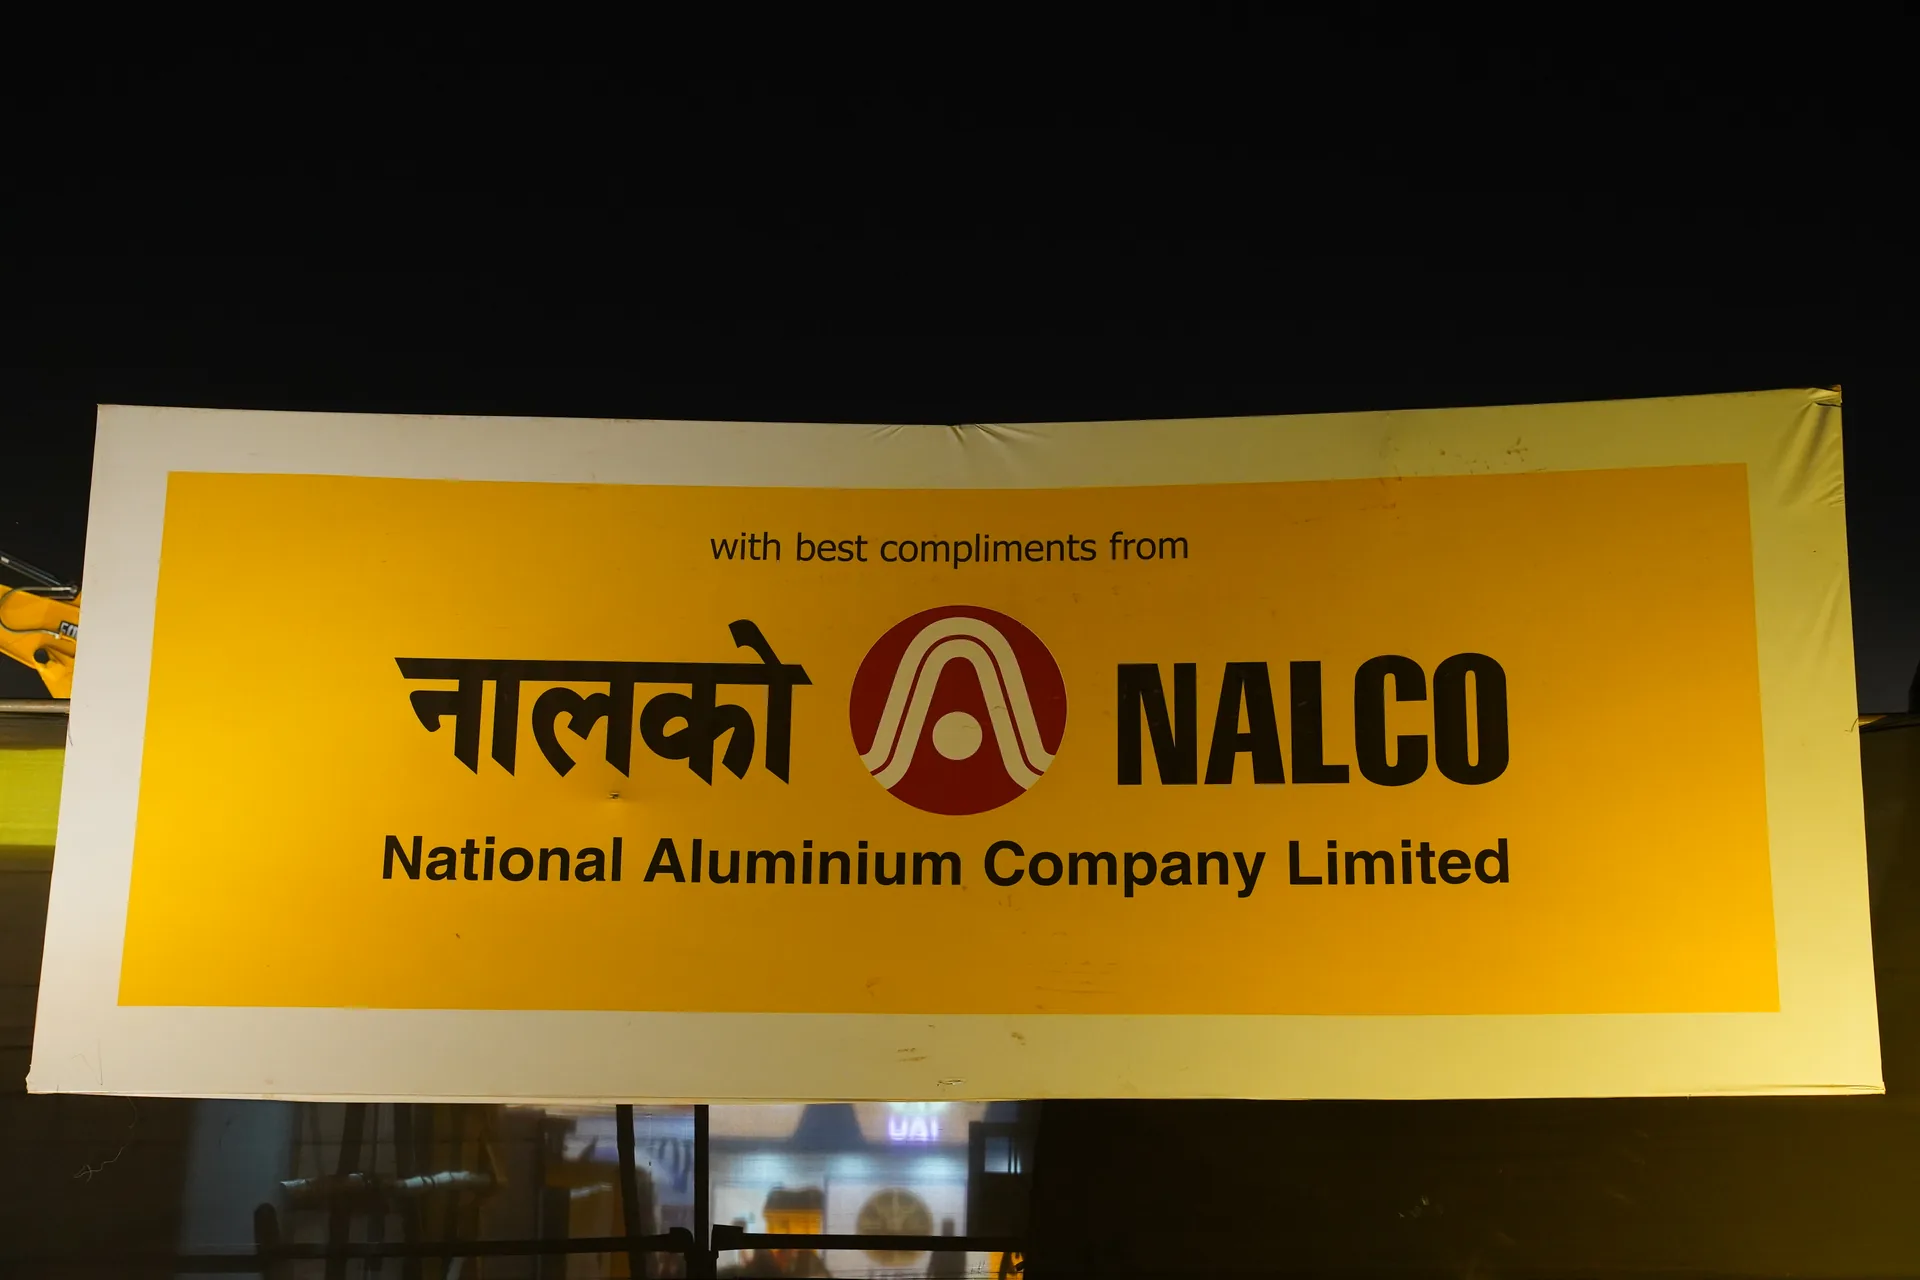 with best compliments from
नालको NALCO
National Aluminium Company Limited